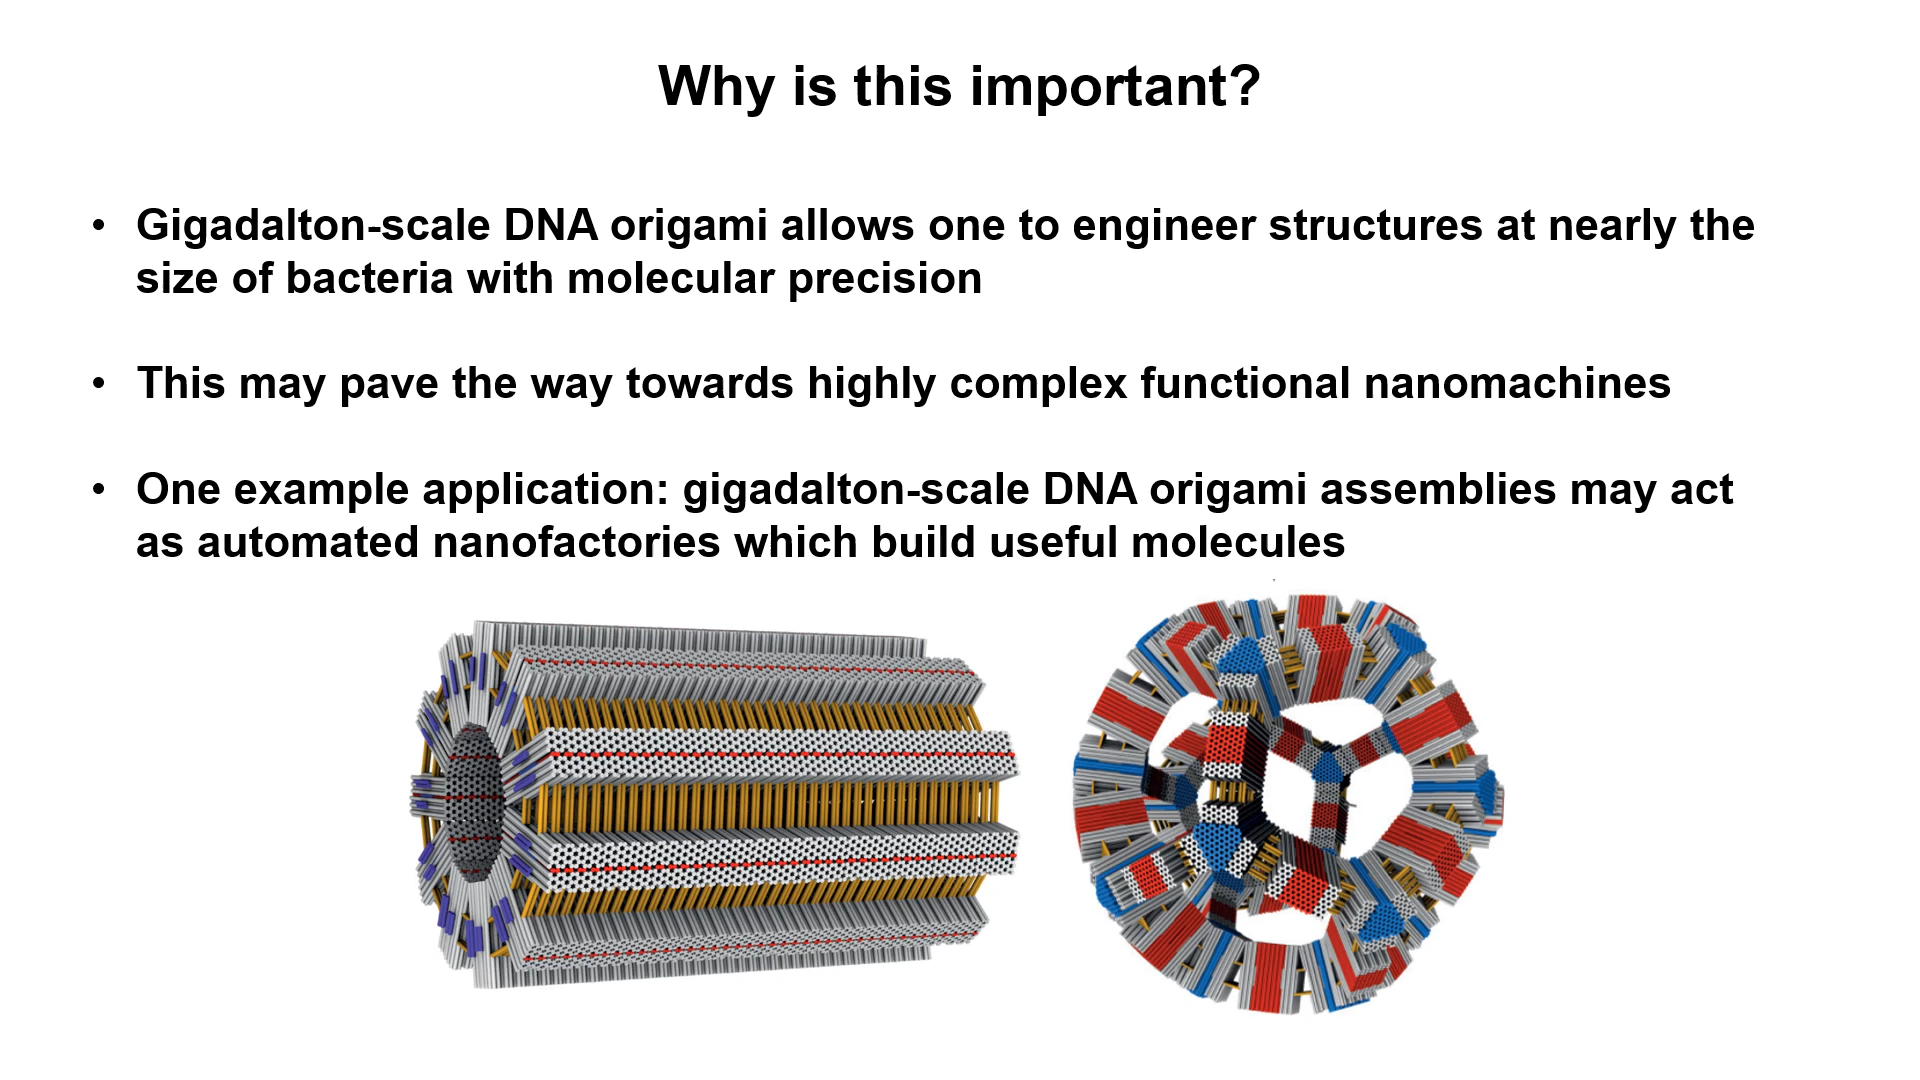 Why is this important?
• Gigadalton-scale DNA origami allows one to engineer structures at nearly the
size of bacteria with molecular precision
• This may pave the way towards highly complex functional nanomachines
• One example application: gigadalton-scale DNA origami assemblies may act
as automated nanofactories which build useful molecules